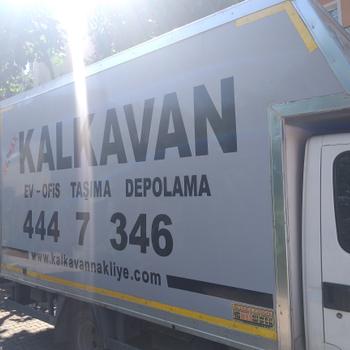 KALKAVAN
EV - OFİS TAŞIMA DEPOLAMA
444 7 346
www.kalkavannakliye.com